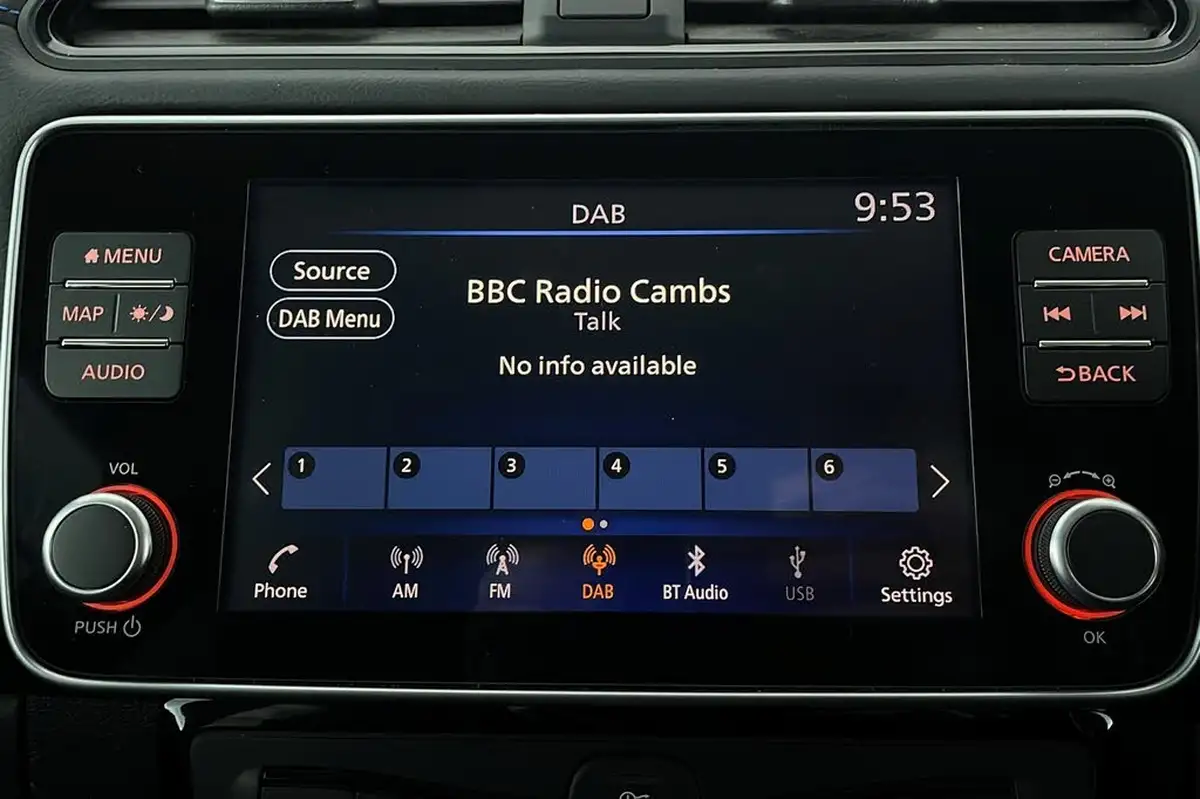 DAB
9:53
MENU
MAP
AUDIO
CAMERA
BACK
Source
DAB Menu
BBC Radio Cambs
Talk
No info available
1 2 3 4 5 6
VOL
PUSH
OK
Phone AM FM DAB BT Audio USB Settings